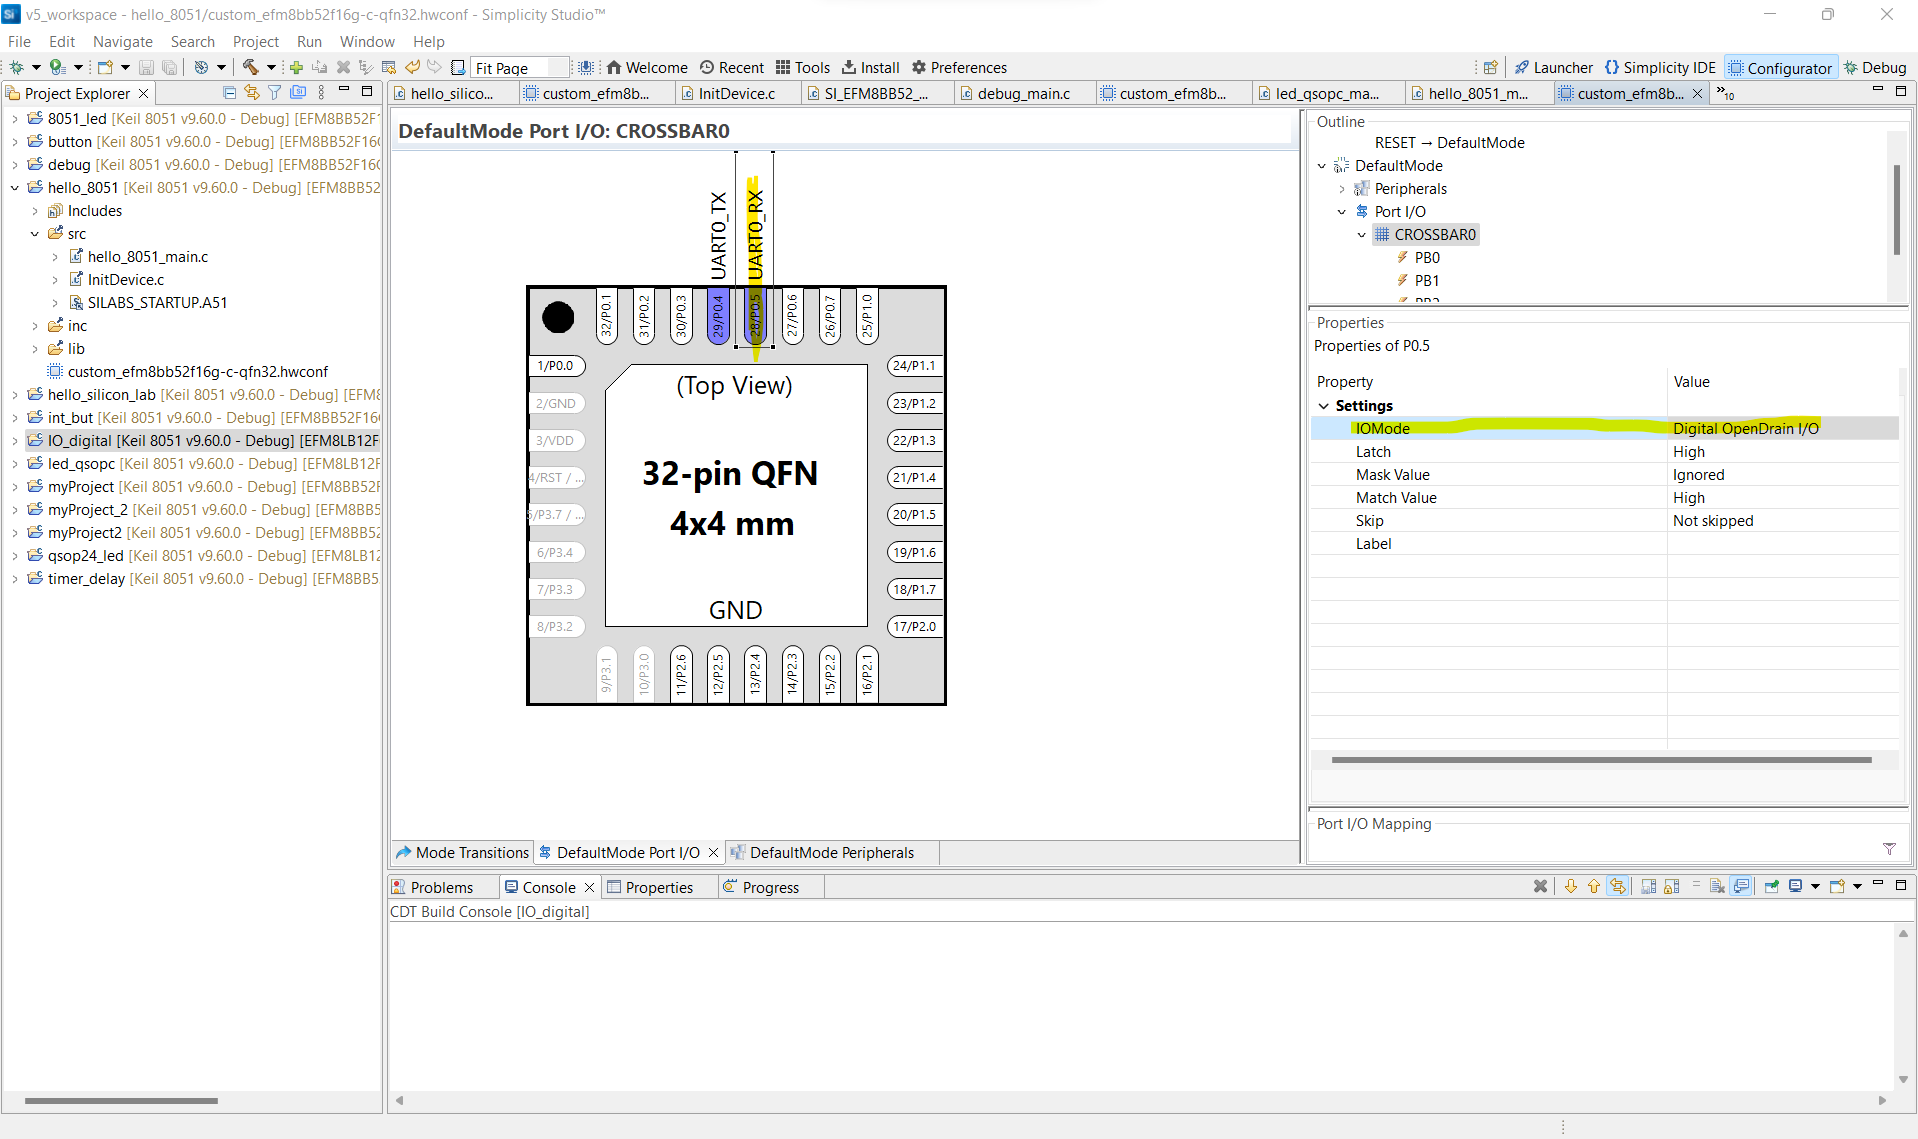 v5_workspace - hello_8051/custom_efm8bb52f16g-c-qfn32.hwconf - Simplicity Studio™
File Edit Navigate Search Project Run Window Help
Fit Page Welcome Recent Tools Install Preferences Launcher {} Simplicity IDE Configurator Debug
Project Explorer
8051_led [Keil 8051 v9.60.0 - Debug] [EFM8BB52F1
button [Keil 8051 v9.60.0 - Debug] [EFM8BB52F16
debug [Keil 8051 v9.60.0 - Debug] [EFM8BB52F16
hello_8051 [Keil 8051 v9.60.0 - Debug] [EFM8BB52
Includes
src
hello_8051_main.c
InitDevice.c
SILABS_STARTUP.A51
inc
lib
custom_efm8bb52f16g-c-qfn32.hwconf
hello_silicon_lab [Keil 8051 v9.60.0 - Debug] [EFM8
int_but [Keil 8051 v9.60.0 - Debug] [EFM8BB52F16
IO_digital [Keil 8051 v9.60.0 - Debug] [EFM8LB12F
led_qsopc [Keil 8051 v9.60.0 - Debug] [EFM8LB12F
myProject [Keil 8051 v9.60.0 - Debug] [EFM8BB52F
myProject_2 [Keil 8051 v9.60.0 - Debug] [EFM8BB5
myProject2 [Keil 8051 v9.60.0 - Debug] [EFM8BB52
qsop24_led [Keil 8051 v9.60.0 - Debug] [EFM8LB12
timer_delay [Keil 8051 v9.60.0 - Debug] [EFM8BB5
hello_silico... custom_efm8b... InitDevice.c SI_EFM8BB52_... debug_main.c custom_efm8b... led_qsopc_ma... hello_8051_m... custom_efm8b... »10
DefaultMode Port I/O: CROSSBAR0
UART0_TX
UART0_RX
32/P0.1
31/P0.2
30/P0.3
29/P0.4
28/P0.5
27/P0.6
26/P0.7
25/P1.0
1/P0.0
2/GND
3/VDD
4/RST / ...
5/P3.7 / ...
6/P3.4
7/P3.3
8/P3.2
(Top View)
32-pin QFN
4x4 mm
GND
24/P1.1
23/P1.2
22/P1.3
21/P1.4
20/P1.5
19/P1.6
18/P1.7
17/P2.0
9/P3.1
10/P3.0
11/P2.6
12/P2.5
13/P2.4
14/P2.3
15/P2.2
16/P2.1
Mode Transitions DefaultMode Port I/O DefaultMode Peripherals
Outline
RESET → DefaultMode
DefaultMode
Peripherals
Port I/O
CROSSBAR0
PB0
PB1
PB2
Properties
Properties of P0.5
Property Value
Settings
IOMode Digital OpenDrain I/O
Latch High
Mask Value Ignored
Match Value High
Skip Not skipped
Label
Port I/O Mapping
Problems Console Properties Progress
CDT Build Console [IO_digital]